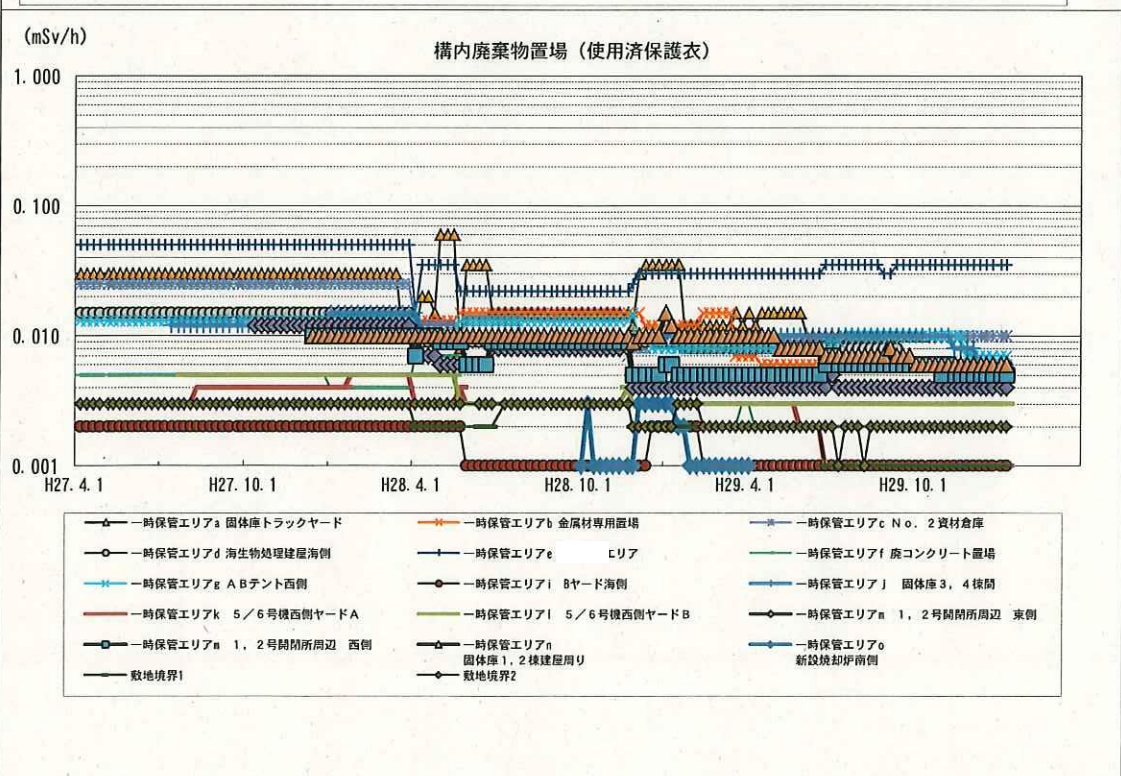 (mSv/h)
構内廃棄物置場（使用済保護衣）
1.000
0.100
0.010
0.001
H27.4.1 H27.10.1 H28.4.1 H28.10.1 H29.4.1 H29.10.1
一時保管エリアa 固体庫トラックヤード 一時保管エリアb 金属材専用置場 一時保管エリアc No．2資材倉庫
一時保管エリアd 海生物処理建屋海側 一時保管エリアe エリア 一時保管エリアf 廃コンクリート置場
一時保管エリアg ABテント西側 一時保管エリアi Bヤード海側 一時保管エリアj 固体庫3，4棟間
一時保管エリアk 5／6号機西側ヤードA 一時保管エリアl 5／6号機西側ヤードB 一時保管エリアm 1，2号開閉所周辺 東側
一時保管エリアm 1，2号開閉所周辺 西側 一時保管エリアn 一時保管エリアo
固体庫1,2棟建屋周り 新設焼却炉南側
敷地境界1 敷地境界2